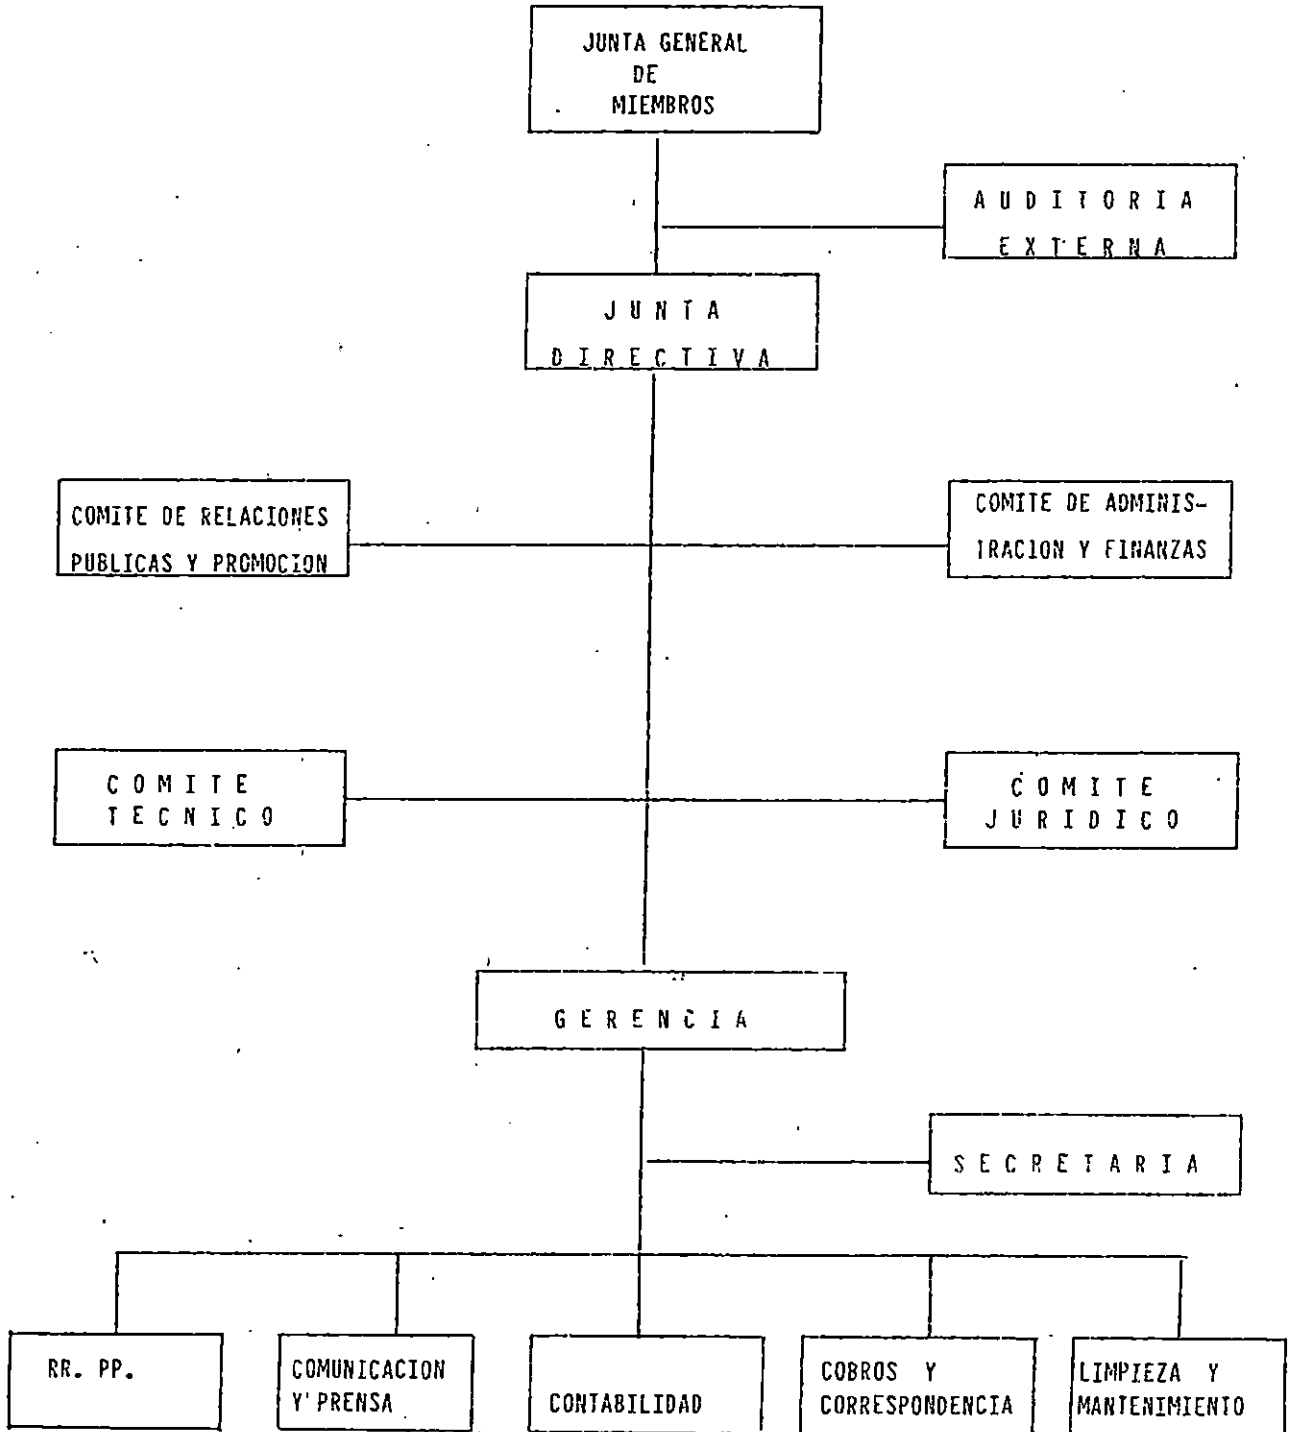 JUNTA GENERAL
DE
MIEMBROS
AUDITORIA
EXTERNA
JUNTA
DIRECTIVA
COMITE DE RELACIONES
PUBLICAS Y PROMOCION
COMITE DE ADMINIS-
TRACION Y FINANZAS
COMITE
TECNICO
COMITE
JURIDICO
GERENCIA
SECRETARIA
RR. PP.
COMUNICACION
Y PRENSA
CONTABILIDAD
COBROS Y
CORRESPONDENCIA
LIMPIEZA Y
MANTENIMIENTO